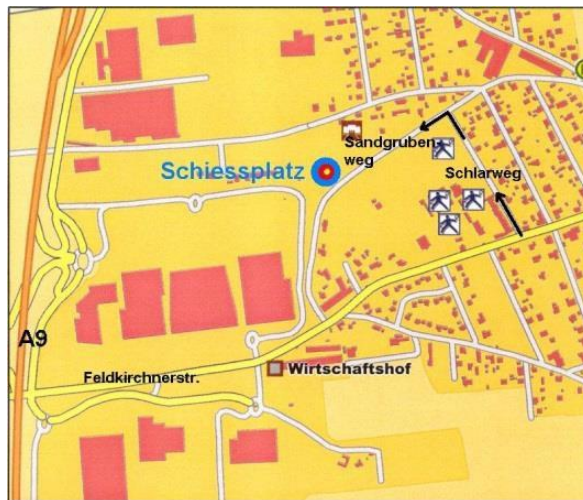 Sandgruben-
weg
Schiessplatz
Schlarweg
A9
Wirtschaftshof
Feldkirchnerstr.